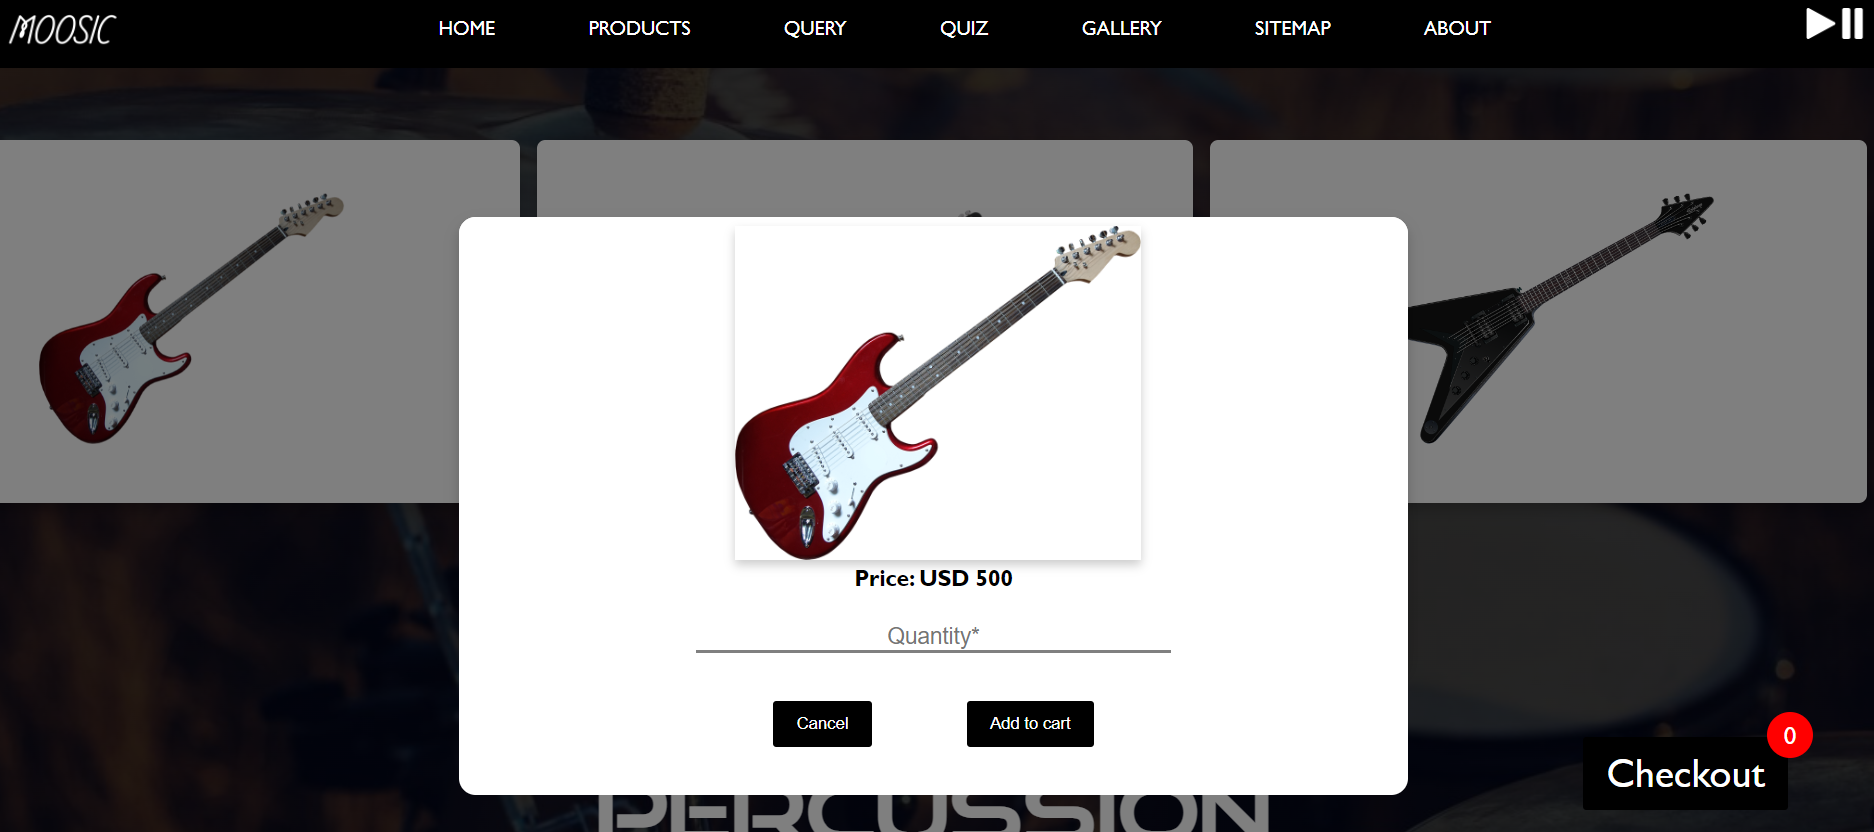 MOOSIC
HOME PRODUCTS QUERY QUIZ GALLERY SITEMAP ABOUT
Price: USD 500
Quantity*
Cancel Add to cart
0
Checkout
PERCUSSION